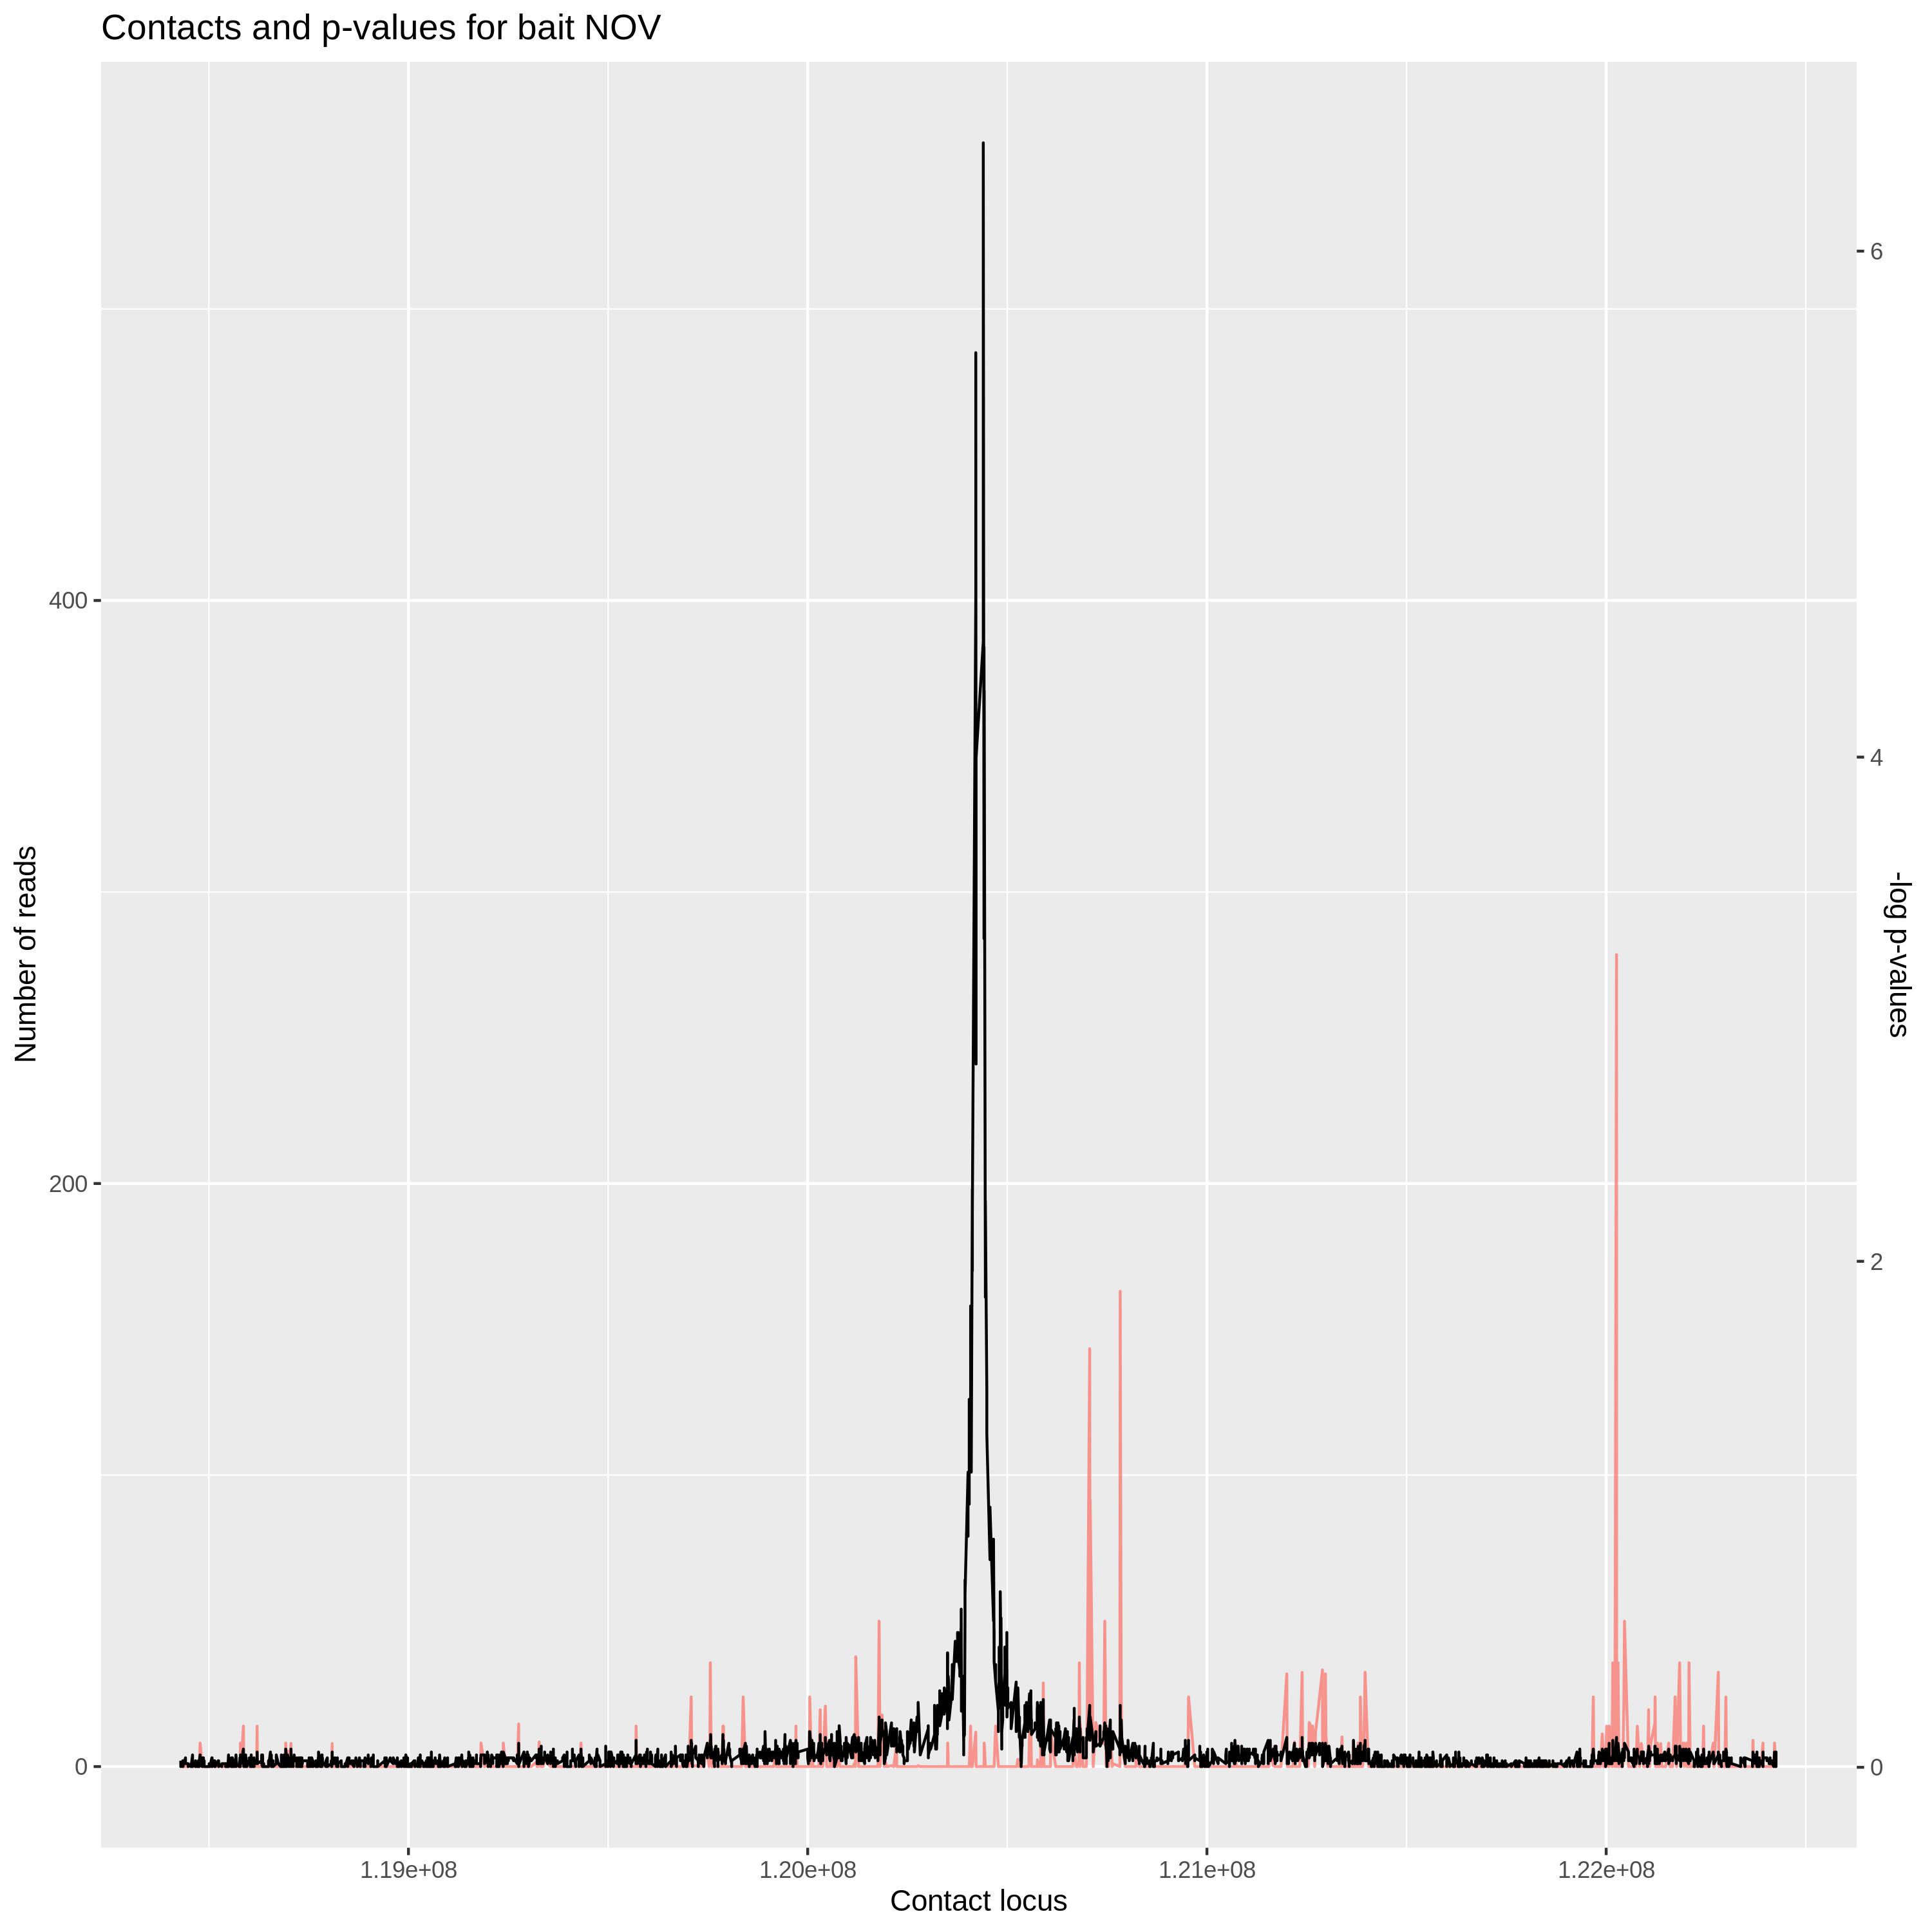 Contacts and p-values for bait NOV
Number of reads
400
200
0
6
4
2
0
-log p-values
1.19e+08
1.20e+08
1.21e+08
1.22e+08
Contact locus